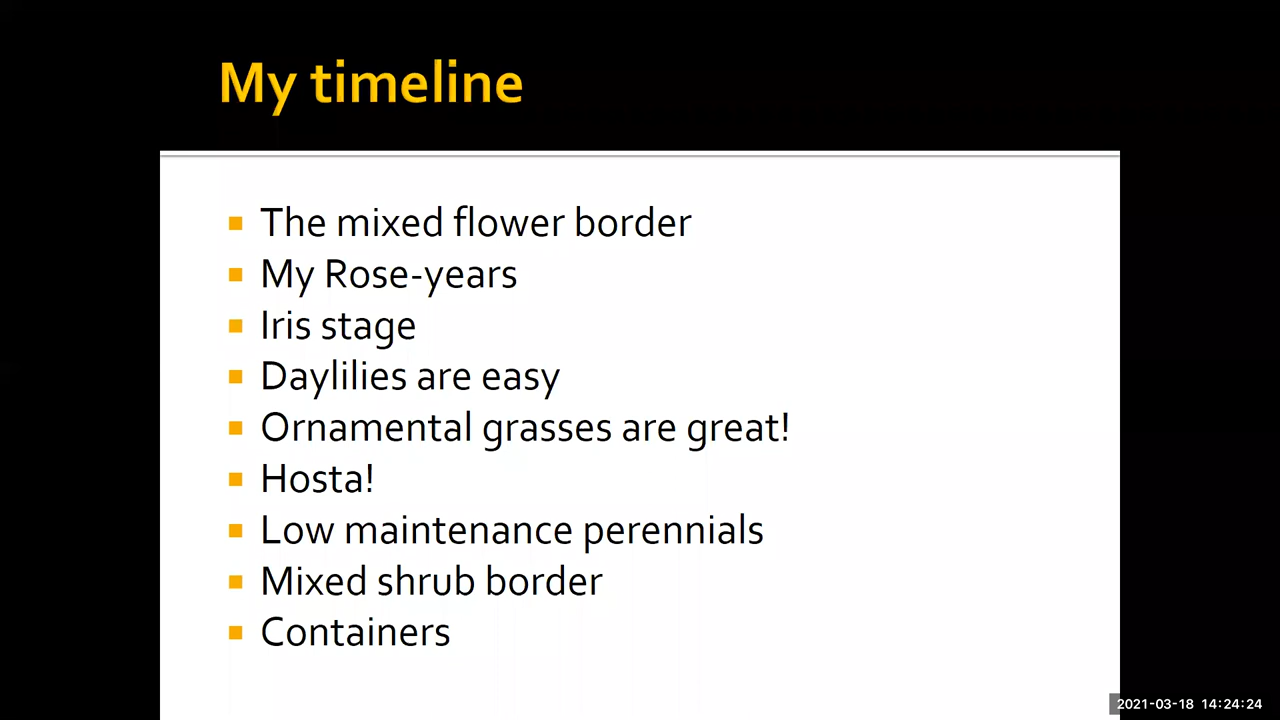 My timeline
The mixed flower border
My Rose-years
Iris stage
Daylilies are easy
Ornamental grasses are great!
Hosta!
Low maintenance perennials
Mixed shrub border
Containers
2021-03-18 14:24:24